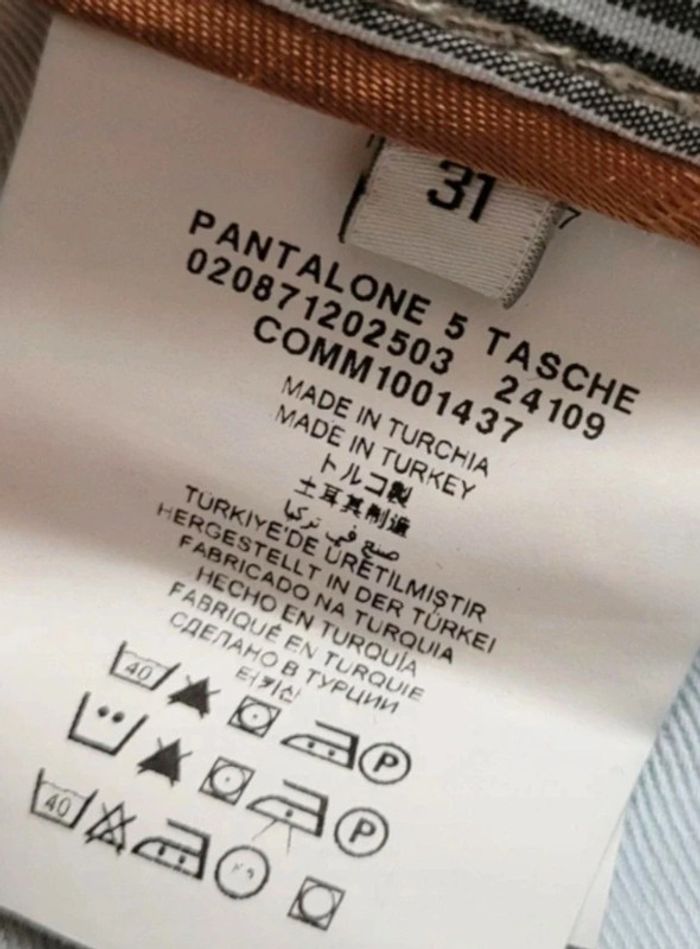 31
PANTALONE 5 TASCHE
020871202503 24109
COMM1001437
MADE IN TURCHIA
MADE IN TURKEY
トルコ製
土耳其制造
صنع في تركيا
TÜRKIYE'DE ÜRETILMIŞTIR
HERGESTELLT IN DER TÜRKEI
FABRICADO NA TURQUIA
HECHO EN TURQUÍA
FABRIQUÉ EN TURQUIE
СДЕЛАНО В ТУРЦИИ
터키산
40 P
P
40